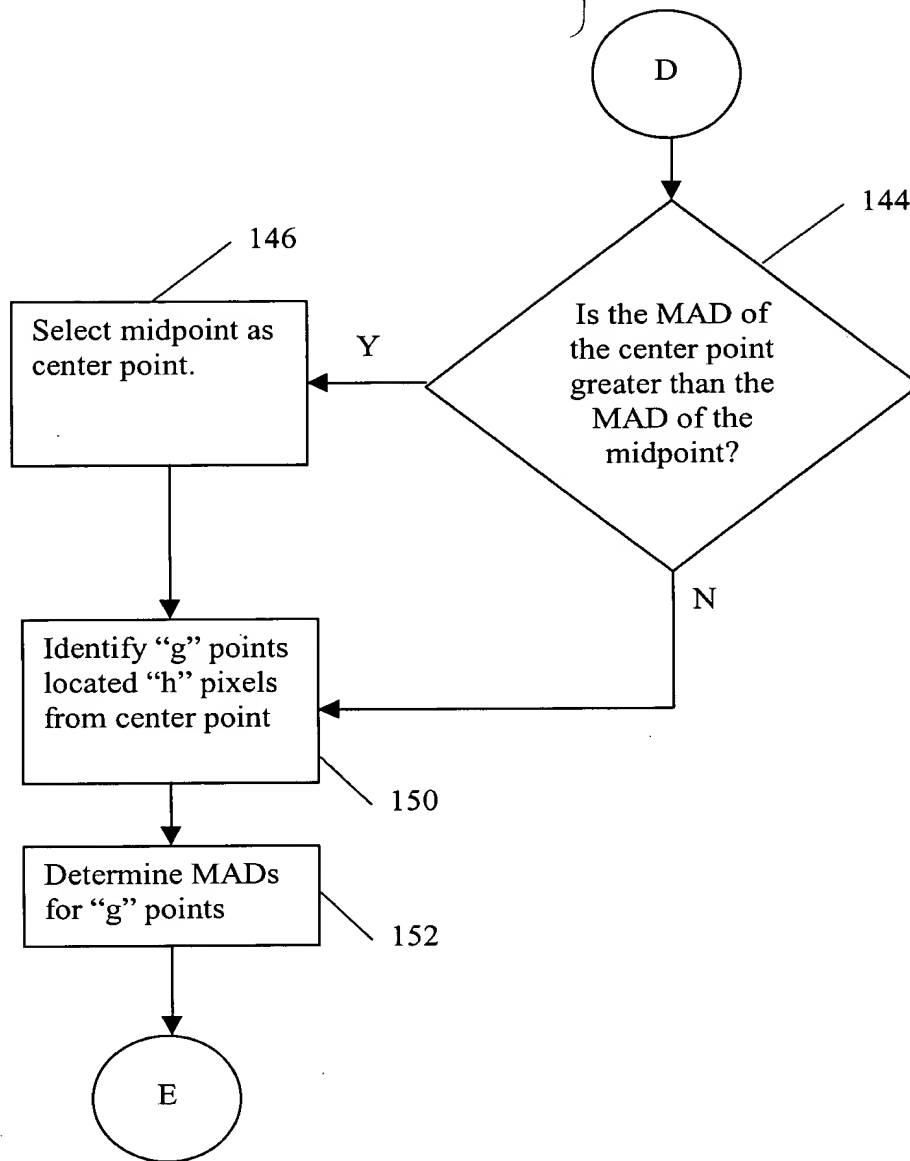 D
144
146
Is the MAD of
the center point
greater than the
MAD of the
midpoint?
Select midpoint as
center point.
Y
N
Identify “g” points
located “h” pixels
from center point
150
Determine MADs
for “g” points
152
E